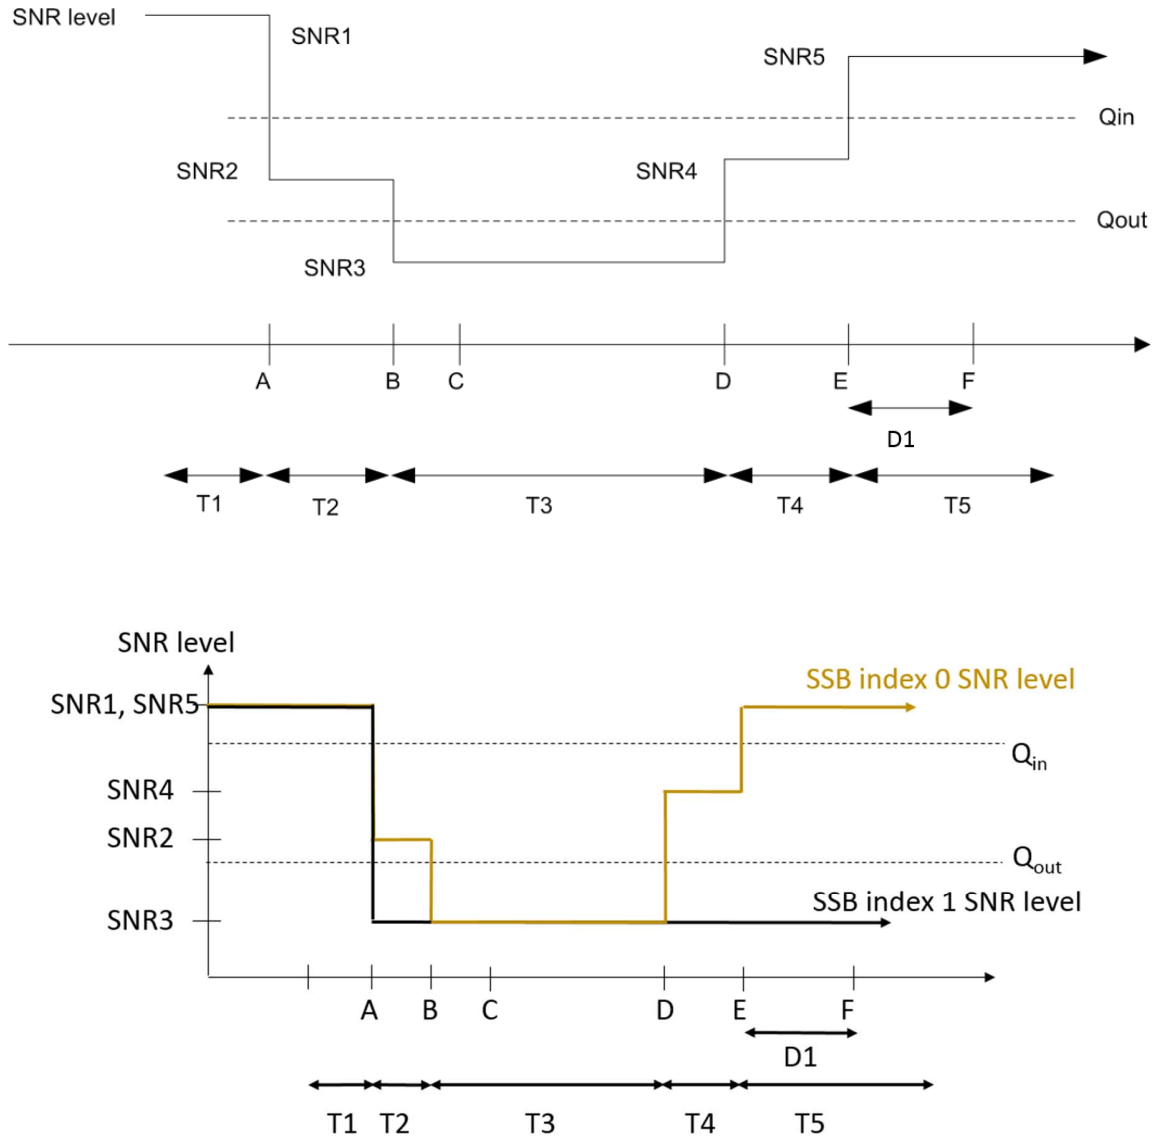 SNR level
SNR1
SNR5
Qin
SNR2
SNR4
Qout
SNR3
A B C D E F
D1
T1 T2 T3 T4 T5
SNR level
SSB index 0 SNR level
SNR1, SNR5
Qin
SNR4
SNR2
Qout
SSB index 1 SNR level
SNR3
A B C D E F
D1
T1 T2 T3 T4 T5